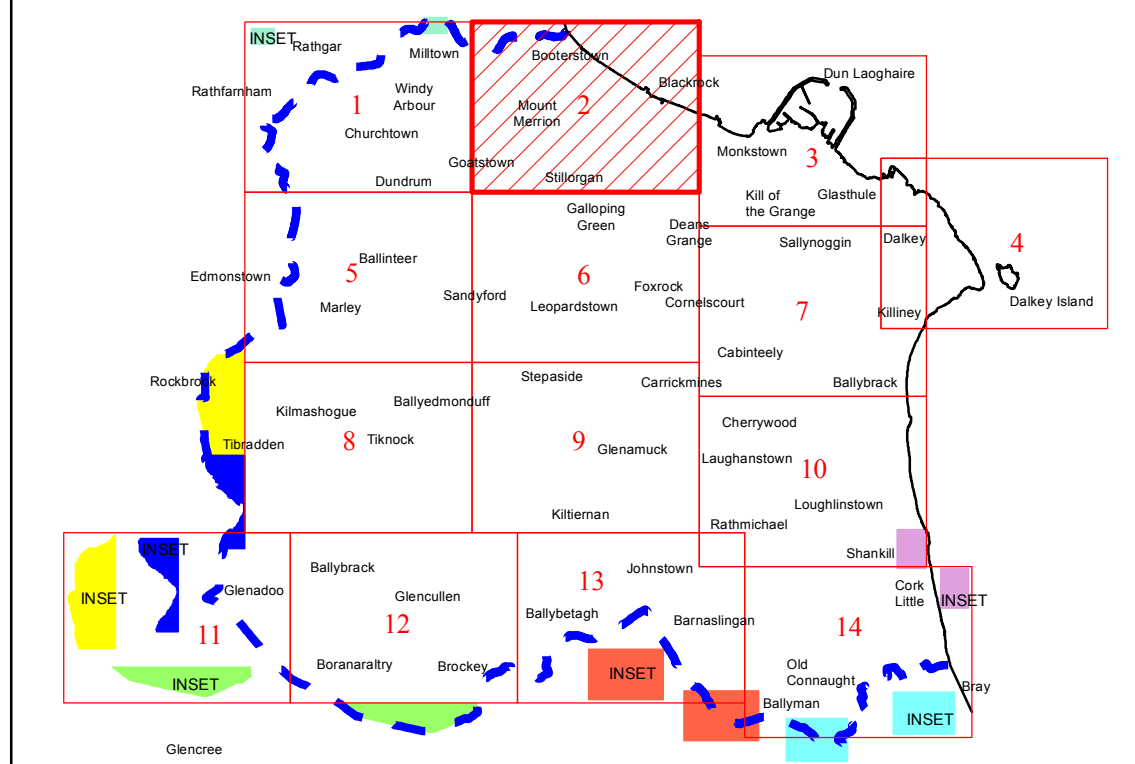 INSET
Rathgar
Milltown
Booterstown
Rathfarnham
Windy
Arbour
1
Churchtown
Dundrum
Goatstown
Mount
Merrion
2
Blackrock
Stillorgan
Dun Laoghaire
Monkstown
3
Kill of
the Grange
Glasthule
4
Dalkey
Dalkey Island
Killiney
Edmonstown
Ballinteer
5
Marley
Sandyford
Galloping
Green
Deans
Grange
6
Foxrock
Leopardstown
Cornelscourt
Sallynoggin
7
Cabinteely
Ballybrack
Rockbrook
Tibradden
Kilmashogue
Ballyedmonduff
8
Tiknock
Stepaside
Carrickmines
9
Glenamuck
Kiltiernan
Cherrywood
Laughanstown
10
Loughlinstown
Rathmichael
Shankill
INSET
INSET
Glenadoo
11
INSET
Ballybrack
Glencullen
12
Boranaraltry
Brockey
Johnstown
13
Ballybetagh
Barnaslingan
INSET
Cork
Little
INSET
14
Old
Connaught
Ballyman
Bray
INSET
Glencree